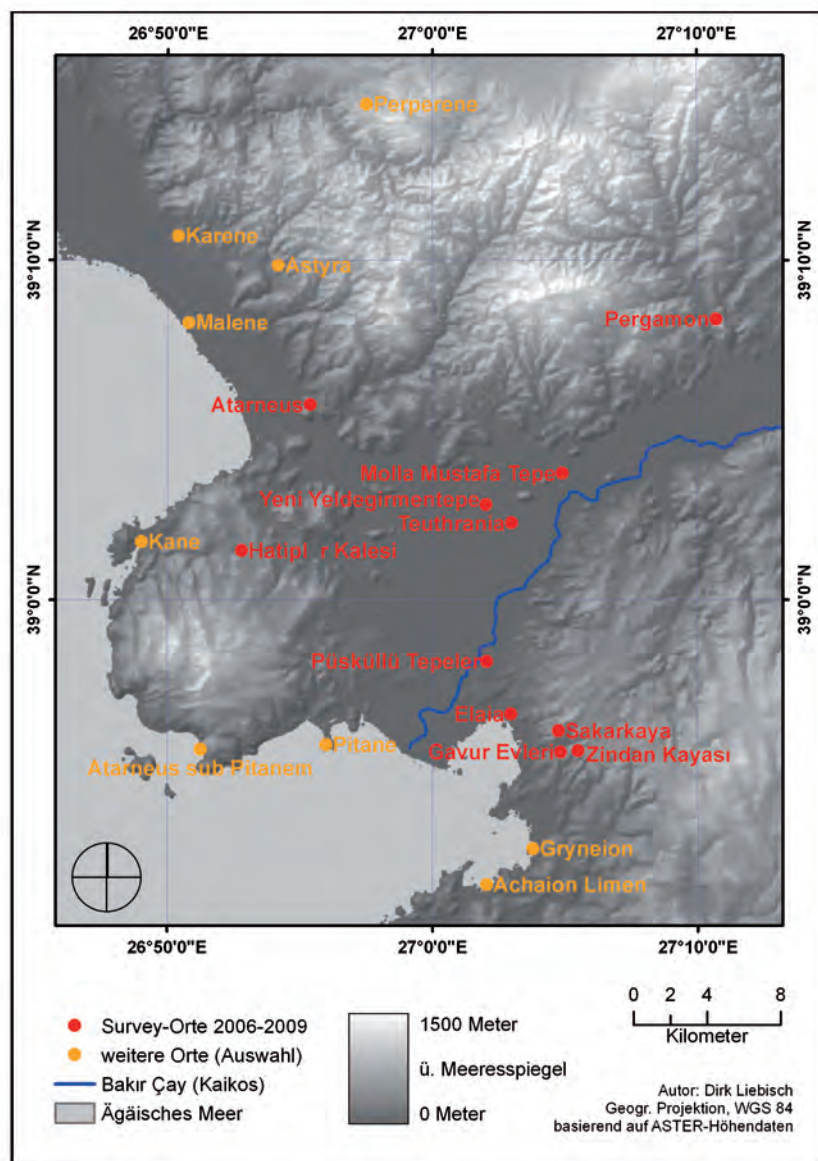 26°50'0"E 27°0'0"E 27°10'0"E
Perperene
Karene
39°10'0"N 39°10'0"N
Astyra
Malene
Pergamon
Atarneus
Molla Mustafa Tepe
Yeni Yeldegirmentepe
Teuthrania
Kane
Hatipl r Kalesi
39°0'0"N 39°0'0"N
Püsküllü Tepeler
Elaia
Sakarkaya
Pitane
Gavur Evleri
Zindan Kayası
Atarneus sub Pitanem
Gryneion
Achaion Limen
26°50'0"E 27°0'0"E 27°10'0"E
Survey-Orte 2006-2009
weitere Orte (Auswahl)
Bakır Çay (Kaikos)
Ägäisches Meer
1500 Meter
ü. Meeresspiegel
0 Meter
0 2 4 8
Kilometer
Autor: Dirk Liebisch
Geogr. Projektion, WGS 84
basierend auf ASTER-Höhendaten